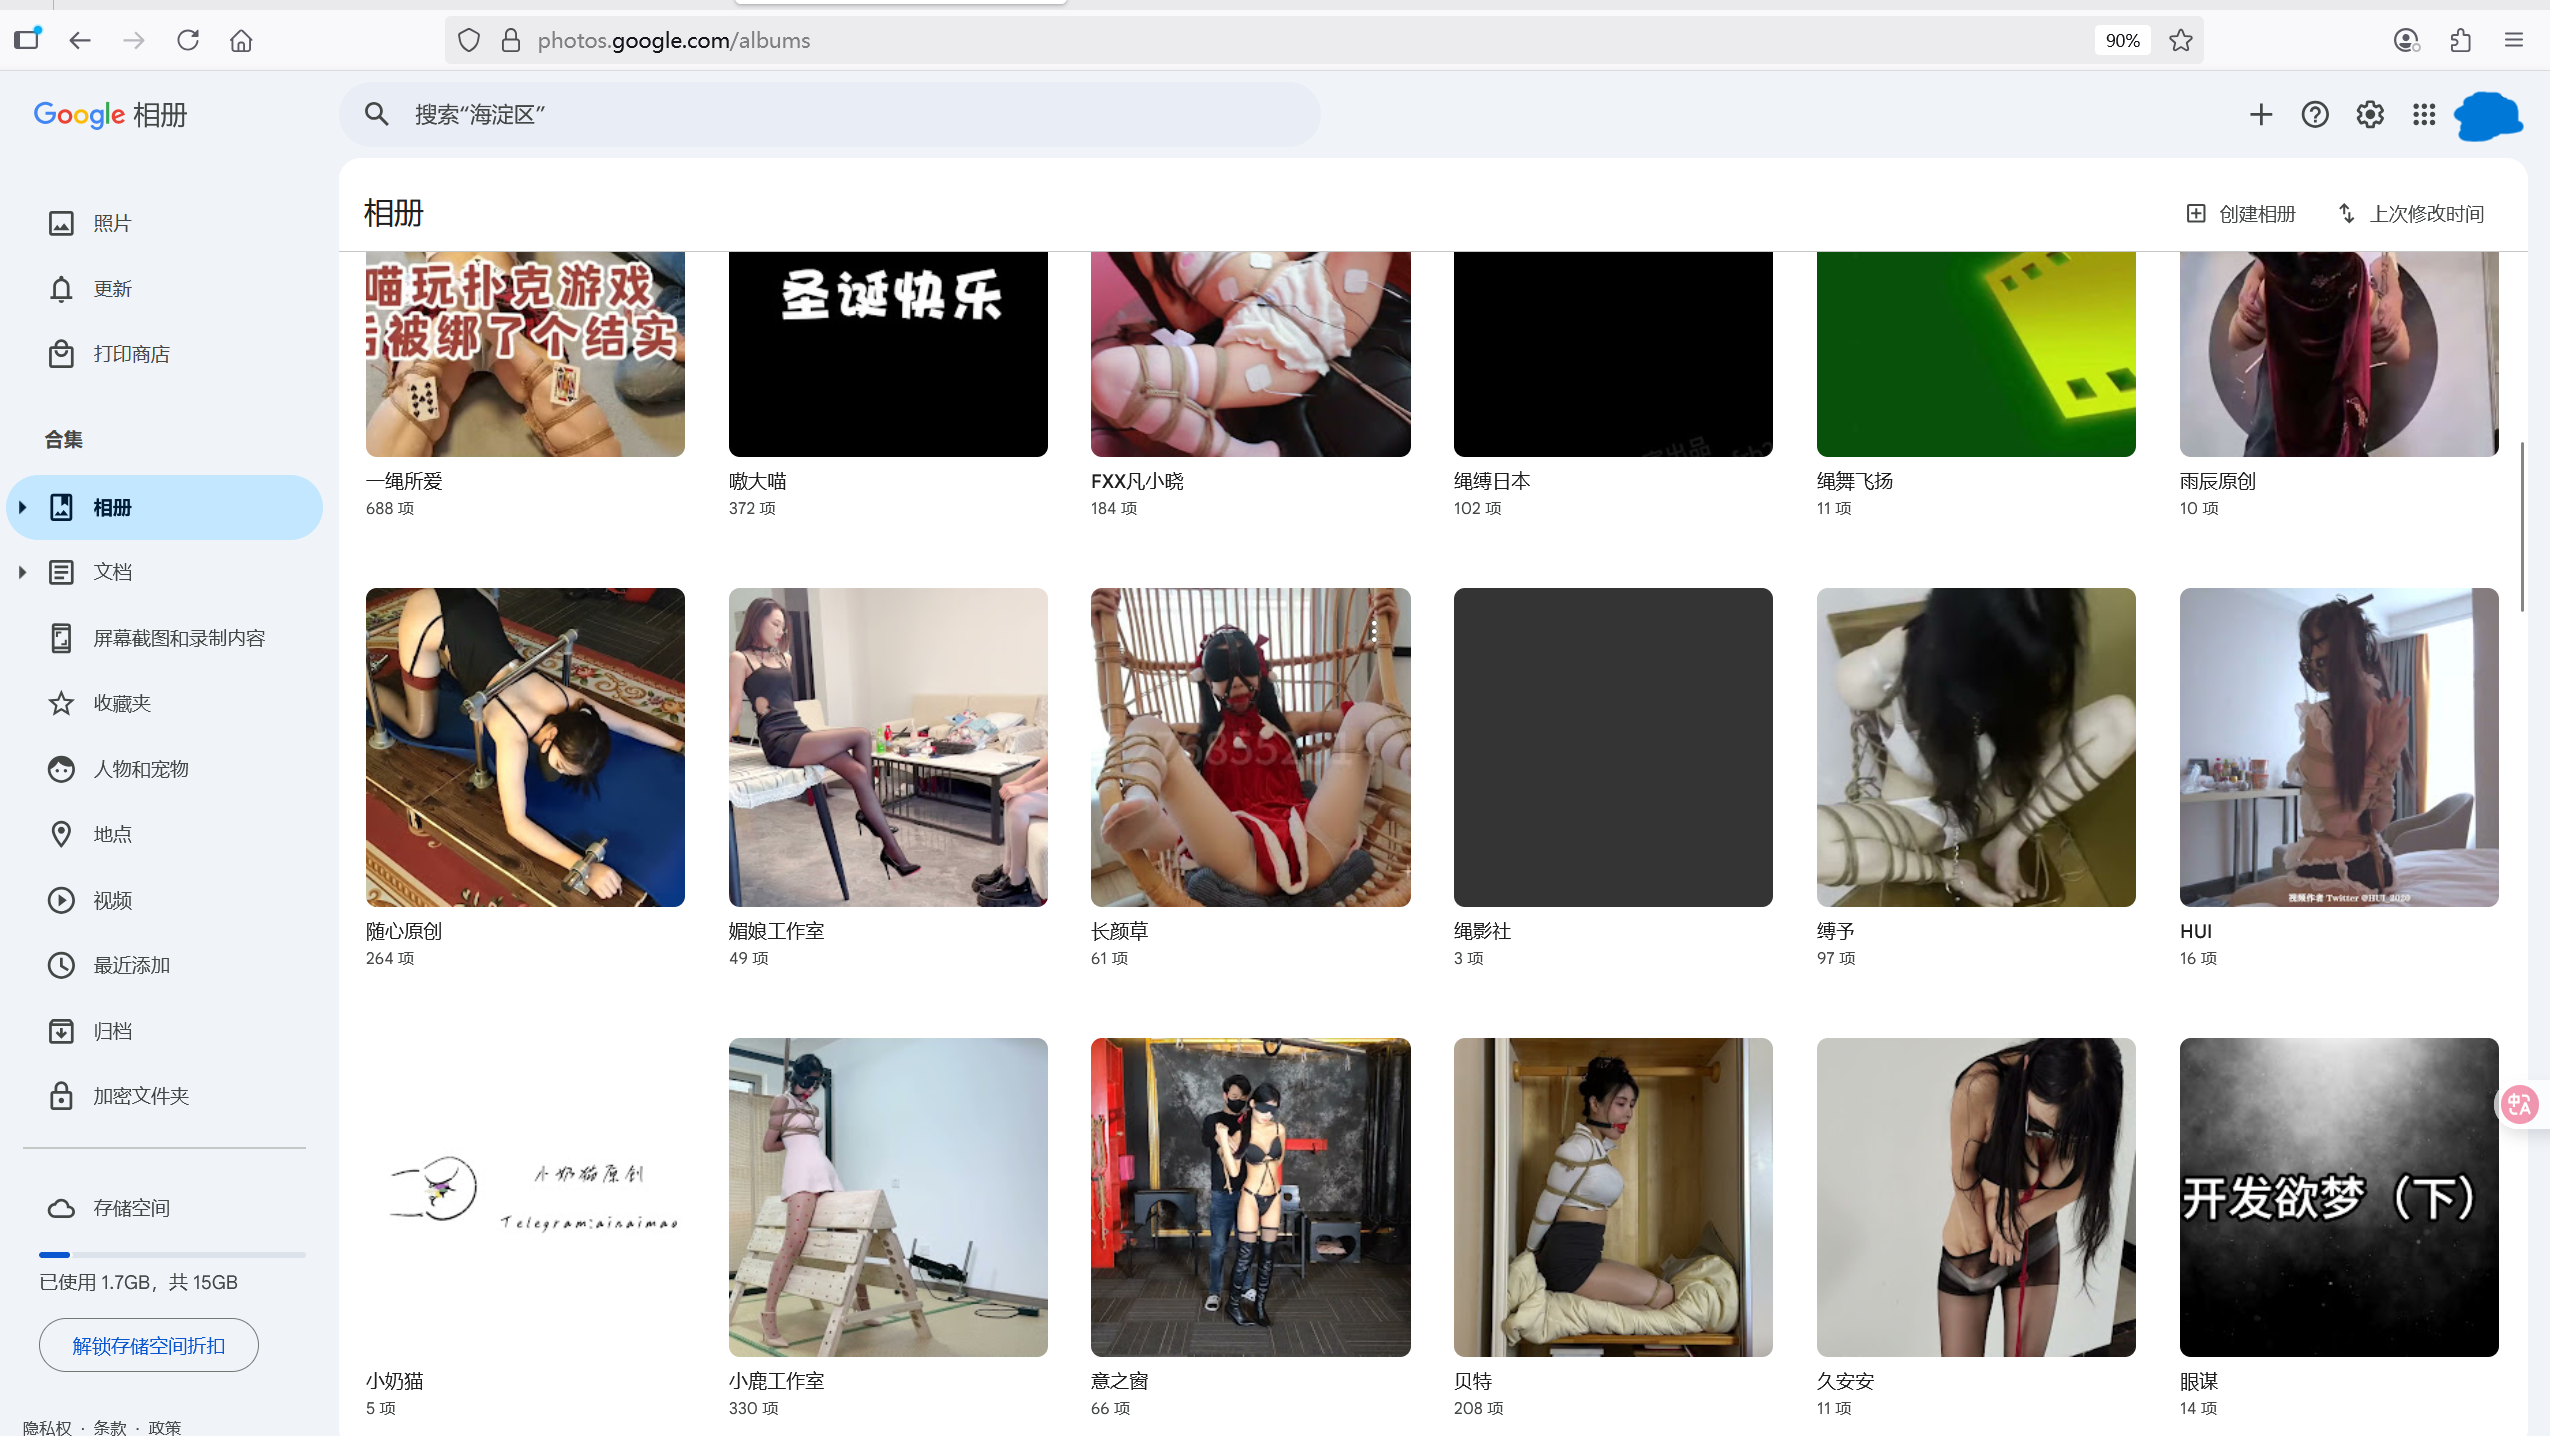 photos.google.com/albums
90%
Google 相册
搜索“海淀区”
照片
更新
打印商店
合集
相册
文档
屏幕截图和录制内容
收藏夹
人物和宠物
地点
视频
最近添加
归档
加密文件夹
存储空间
已使用 1.7GB，共 15GB
解锁存储空间折扣
隐私权 · 条款 · 政策
相册
创建相册
上次修改时间
喵玩扑克游戏
后被绑了个结实
圣诞快乐
一绳所爱
688 项
嗷大喵
372 项
FXX凡小晓
184 项
绳缚日本
102 项
绳舞飞扬
11 项
雨辰原创
10 项
视频作者 Twitter @HUI_2020
随心原创
264 项
媚娘工作室
49 项
长颜草
61 项
绳影社
3 项
缚予
97 项
HUI
16 项
小奶猫原创
Telegram:ainaimao
开发欲梦（下）
小奶猫
5 项
小鹿工作室
330 项
意之窗
66 项
贝特
208 项
久安安
11 项
眼谋
14 项